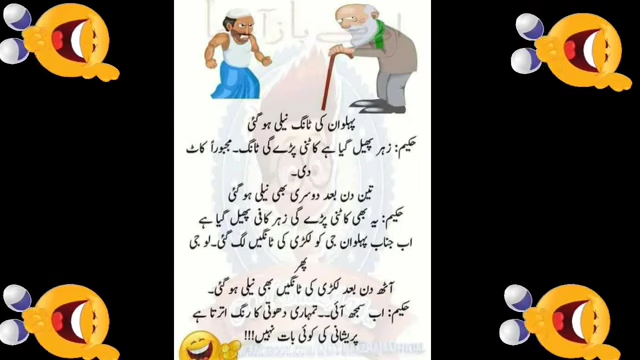 پہلوان کی ٹانگ نیلی ہو گئی
حکیم: زہر پھیل گیا ہے کاٹنی پڑے گی ٹانگ۔ مجبوراً کاٹ
دی۔
تین دن بعد دوسری بھی نیلی ہو گئی
حکیم: یہ بھی کاٹنی پڑے گی زہر کافی پھیل گیا ہے
اب جناب پہلوان جی کو لکڑی کی ٹانگیں لگ گئی۔ لو جی
پھر
آٹھ دن بعد لکڑی کی ٹانگیں بھی نیلی ہو گئی۔
حکیم: اب سمجھ آئی۔۔۔ تمہاری دھوتی کا رنگ اترتا ہے
پریشانی کی کوئی بات نہیں!!!